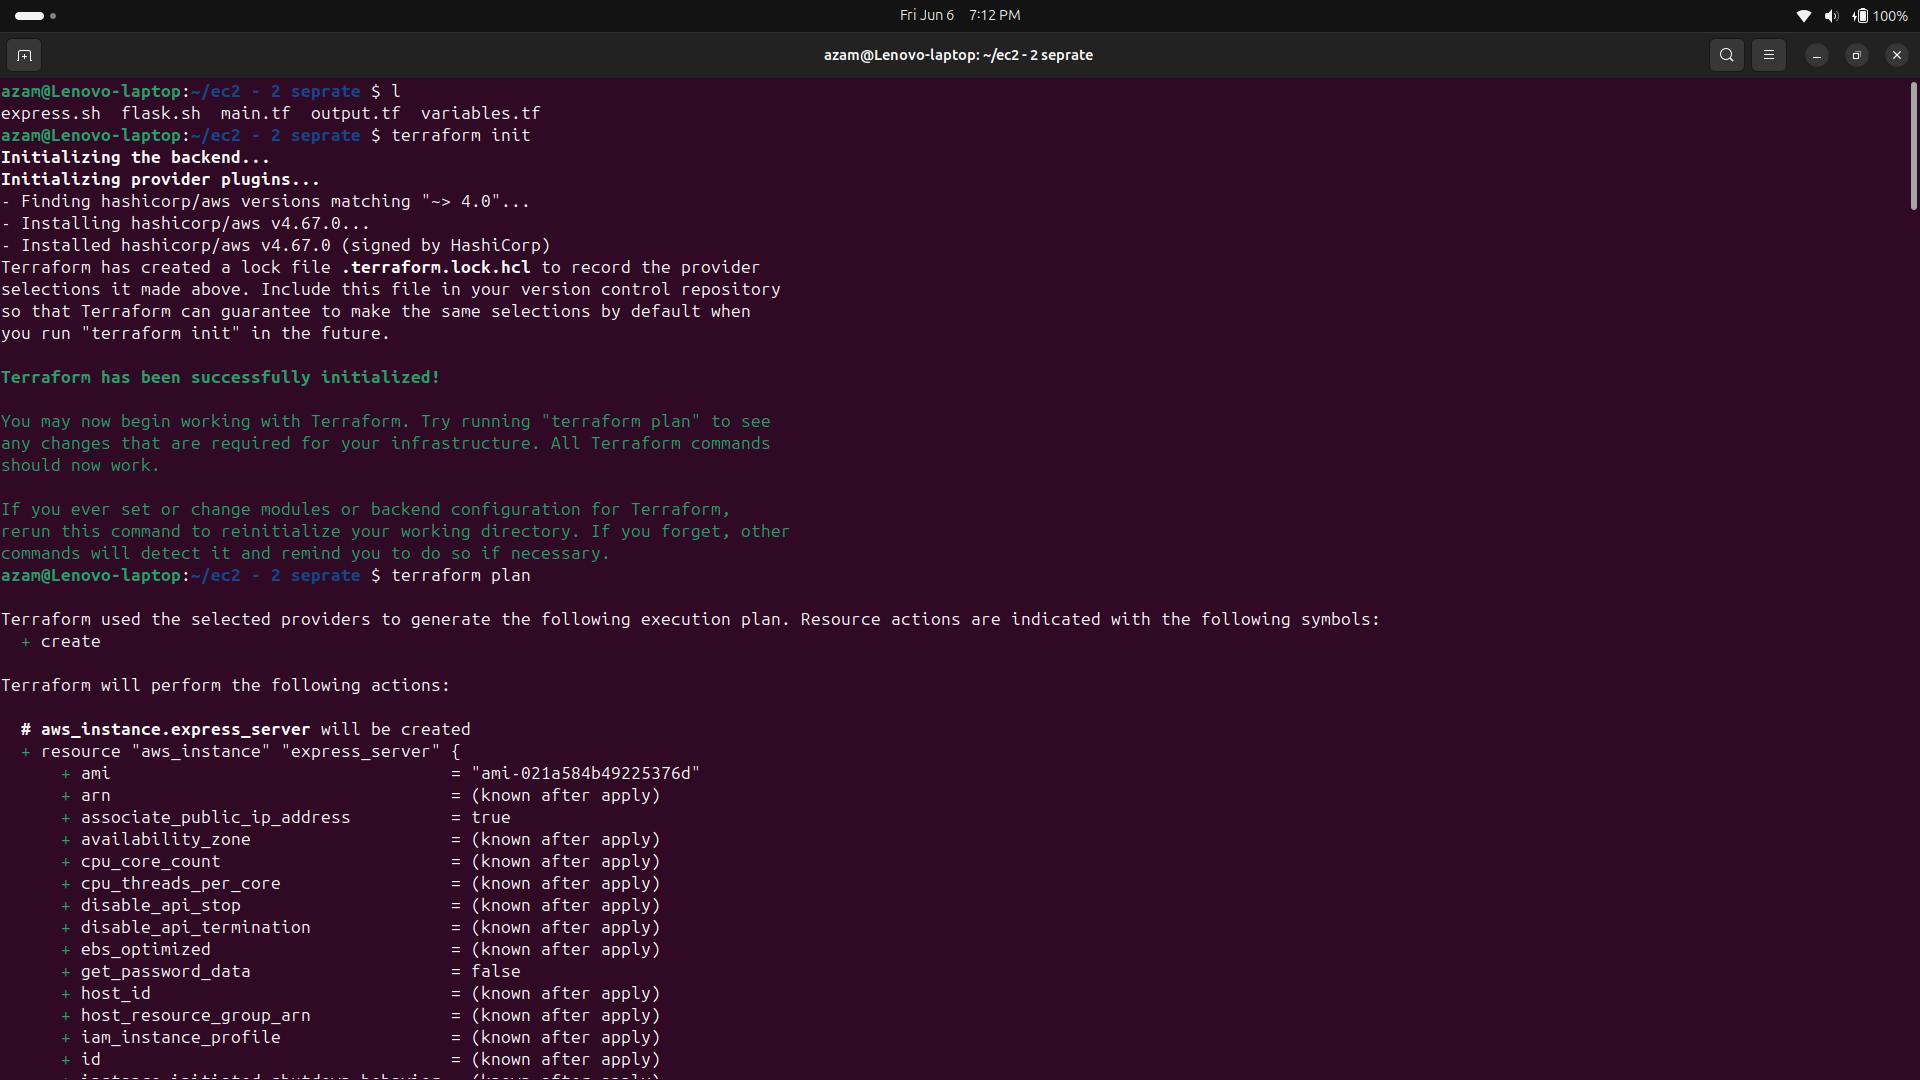 Fri Jun 6 7:12 PM
100%
azam@Lenovo-laptop: ~/ec2 - 2 seprate
azam@Lenovo-laptop:~/ec2 - 2 seprate $ l
express.sh  flask.sh  main.tf  output.tf  variables.tf
azam@Lenovo-laptop:~/ec2 - 2 seprate $ terraform init
Initializing the backend...
Initializing provider plugins...
- Finding hashicorp/aws versions matching "~> 4.0"...
- Installing hashicorp/aws v4.67.0...
- Installed hashicorp/aws v4.67.0 (signed by HashiCorp)
Terraform has created a lock file .terraform.lock.hcl to record the provider
selections it made above. Include this file in your version control repository
so that Terraform can guarantee to make the same selections by default when
you run "terraform init" in the future.
Terraform has been successfully initialized!
You may now begin working with Terraform. Try running "terraform plan" to see
any changes that are required for your infrastructure. All Terraform commands
should now work.
If you ever set or change modules or backend configuration for Terraform,
rerun this command to reinitialize your working directory. If you forget, other
commands will detect it and remind you to do so if necessary.
azam@Lenovo-laptop:~/ec2 - 2 seprate $ terraform plan
Terraform used the selected providers to generate the following execution plan. Resource actions are indicated with the following symbols:
  + create
Terraform will perform the following actions:
  # aws_instance.express_server will be created
  + resource "aws_instance" "express_server" {
      + ami                                  = "ami-021a584b49225376d"
      + arn                                  = (known after apply)
      + associate_public_ip_address          = true
      + availability_zone                    = (known after apply)
      + cpu_core_count                       = (known after apply)
      + cpu_threads_per_core                 = (known after apply)
      + disable_api_stop                     = (known after apply)
      + disable_api_termination              = (known after apply)
      + ebs_optimized                        = (known after apply)
      + get_password_data                    = false
      + host_id                              = (known after apply)
      + host_resource_group_arn              = (known after apply)
      + iam_instance_profile                 = (known after apply)
      + id                                   = (known after apply)
      + instance_initiated_shutdown_behavior = (known after apply)